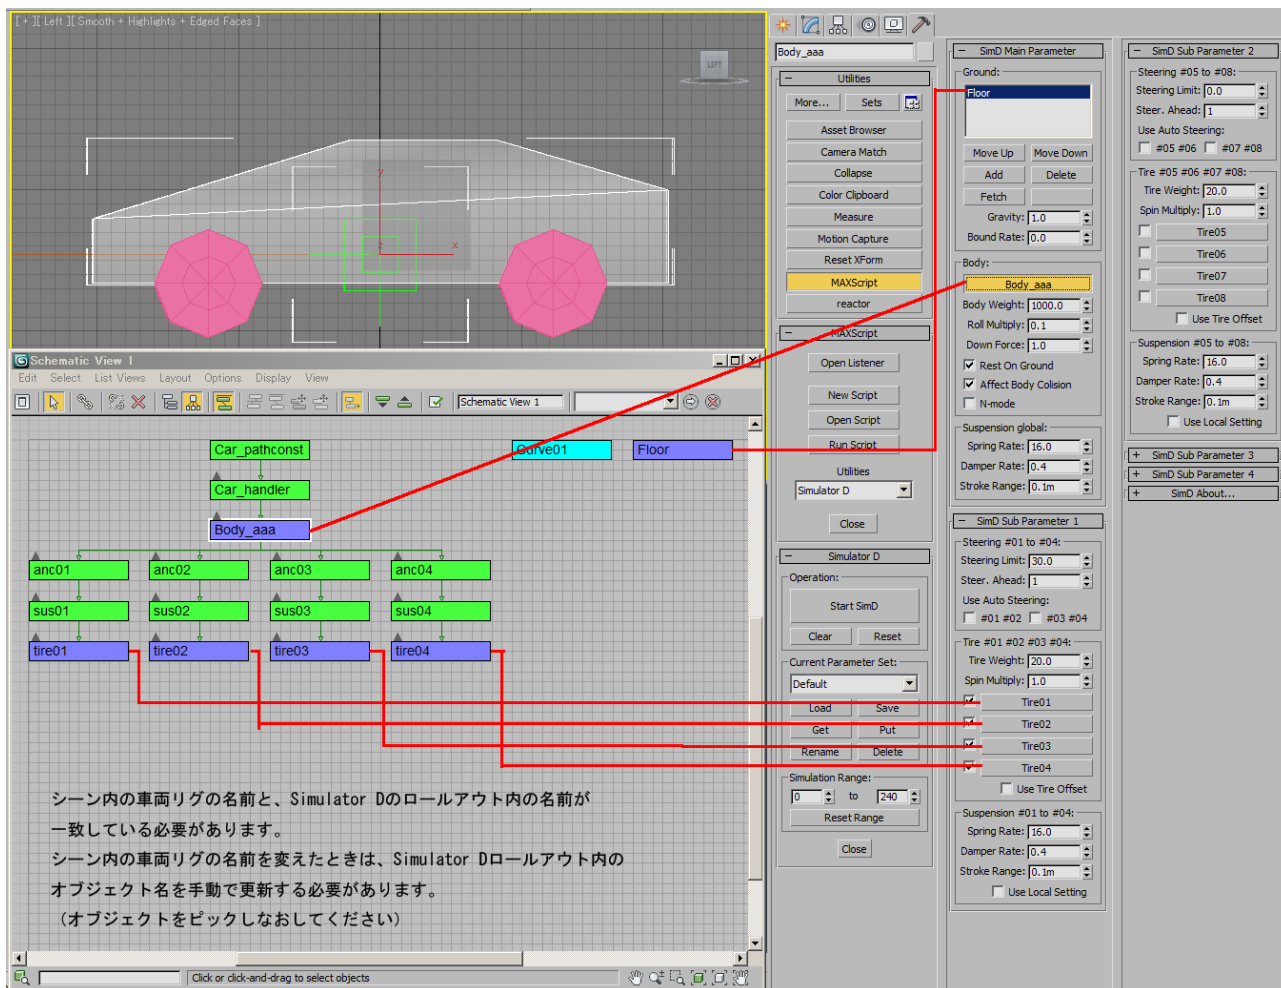 [ + ][ Left ][ Smooth + Highlights + Edged Faces ]
LEFT
y
z
x
Schematic View 1
Edit Select List Views Layout Options Display View
Schematic View 1
Car_pathconst
Curve01
Floor
Car_handler
Body_aaa
anc01
anc02
anc03
anc04
sus01
sus02
sus03
sus04
tire01
tire02
tire03
tire04
シーン内の車両リグの名前と、Simulator Dのロールアウト内の名前が
一致している必要があります。
シーン内の車両リグの名前を変えたときは、Simulator Dロールアウト内の
オブジェクト名を手動で更新する必要があります。
（オブジェクトをピックしなおしてください）
Click or click-and-drag to select objects
Body_aaa
Utilities
More... Sets
Asset Browser
Camera Match
Collapse
Color Clipboard
Measure
Motion Capture
Reset XForm
MAXScript
reactor
MAXScript
Open Listener
New Script
Open Script
Run Script
Utilities
Simulator D
Close
Simulator D
Operation:
Start SimD
Clear Reset
Current Parameter Set:
Default
Load Save
Get Put
Rename Delete
Simulation Range:
0 to 240
Reset Range
Close
SimD Main Parameter
Ground:
Floor
Move Up Move Down
Add Delete
Fetch
Gravity: 1.0
Bound Rate: 0.0
Body:
Body_aaa
Body Weight: 1000.0
Roll Multiply: 0.1
Down Force: 1.0
Rest On Ground
Affect Body Colision
N-mode
Suspension global:
Spring Rate: 16.0
Damper Rate: 0.4
Stroke Range: 0.1m
SimD Sub Parameter 1
Steering #01 to #04:
Steering Limit: 30.0
Steer. Ahead: 1
Use Auto Steering:
#01 #02 #03 #04
Tire #01 #02 #03 #04:
Tire Weight: 20.0
Spin Multiply: 1.0
Tire01
Tire02
Tire03
Tire04
Use Tire Offset
Suspension #01 to #04:
Spring Rate: 16.0
Damper Rate: 0.4
Stroke Range: 0.1m
Use Local Setting
SimD Sub Parameter 2
Steering #05 to #08:
Steering Limit: 0.0
Steer. Ahead: 1
Use Auto Steering:
#05 #06 #07 #08
Tire #05 #06 #07 #08:
Tire Weight: 20.0
Spin Multiply: 1.0
Tire05
Tire06
Tire07
Tire08
Use Tire Offset
Suspension #05 to #08:
Spring Rate: 16.0
Damper Rate: 0.4
Stroke Range: 0.1m
Use Local Setting
SimD Sub Parameter 3
SimD Sub Parameter 4
SimD About...